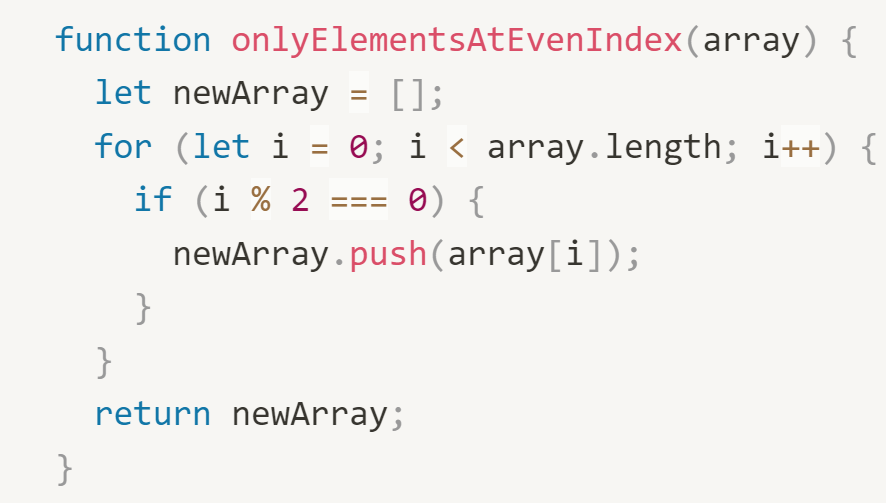 function onlyElementsAtEvenIndex(array) {
  let newArray = [];
  for (let i = 0; i < array.length; i++) {
    if (i % 2 === 0) {
      newArray.push(array[i]);
    }
  }
  return newArray;
}